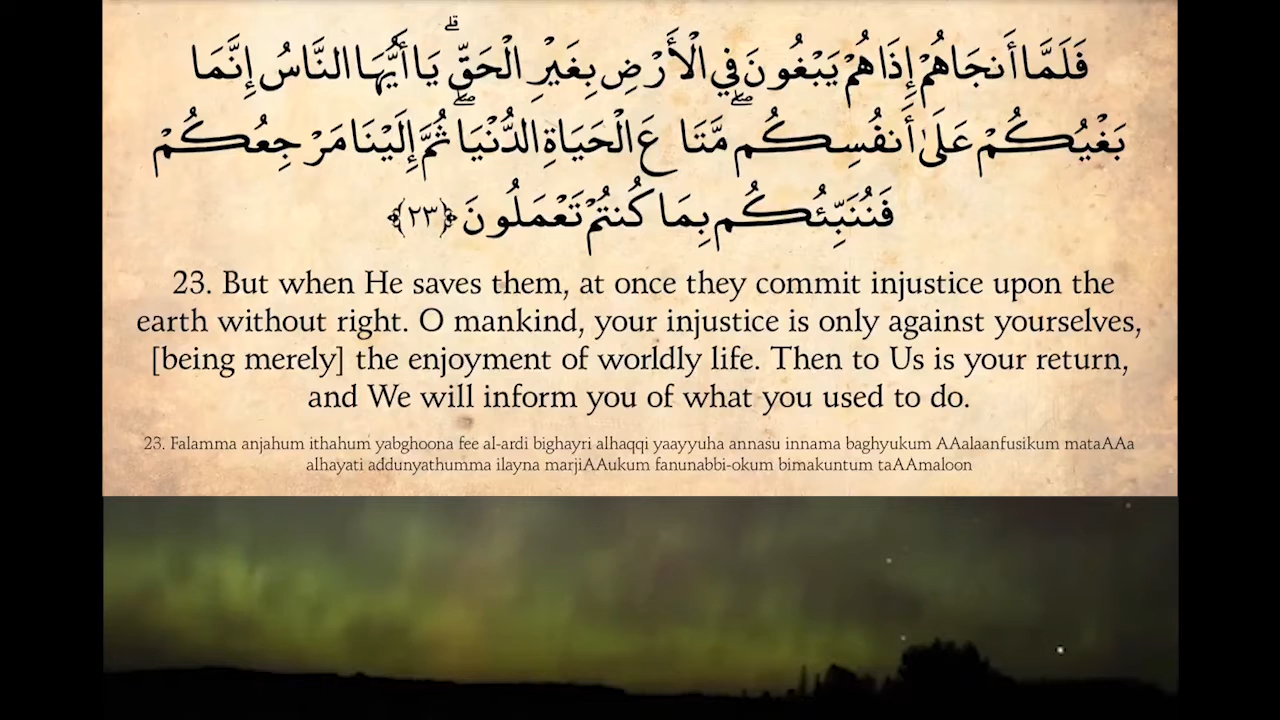 فَلَمَّا أَنجَاهُمْ إِذَا هُمْ يَبْغُونَ فِي الْأَرْضِ بِغَيْرِ الْحَقِّ ۗ يَا أَيُّهَا النَّاسُ إِنَّمَا
بَغْيُكُمْ عَلَىٰ أَنفُسِكُم ۖ مَّتَا عَ الْحَيَاةِ الدُّنْيَا ۖ ثُمَّ إِلَيْنَا مَرْجِعُكُمْ
فَنُنَبِّئُكُم بِمَا كُنتُمْ تَعْمَلُونَ ﴿٢٣﴾
23. But when He saves them, at once they commit injustice upon the
earth without right. O mankind, your injustice is only against yourselves,
[being merely] the enjoyment of worldly life. Then to Us is your return,
and We will inform you of what you used to do.
23. Falamma anjahum ithahum yabghoona fee al-ardi bighayri alhaqqi yaayyuha annasu innama baghyukum AAalaanfusikum mataAAa
alhayati addunyathumma ilayna marjiAAukum fanunabbi-okum bimakuntum taAAmaloon